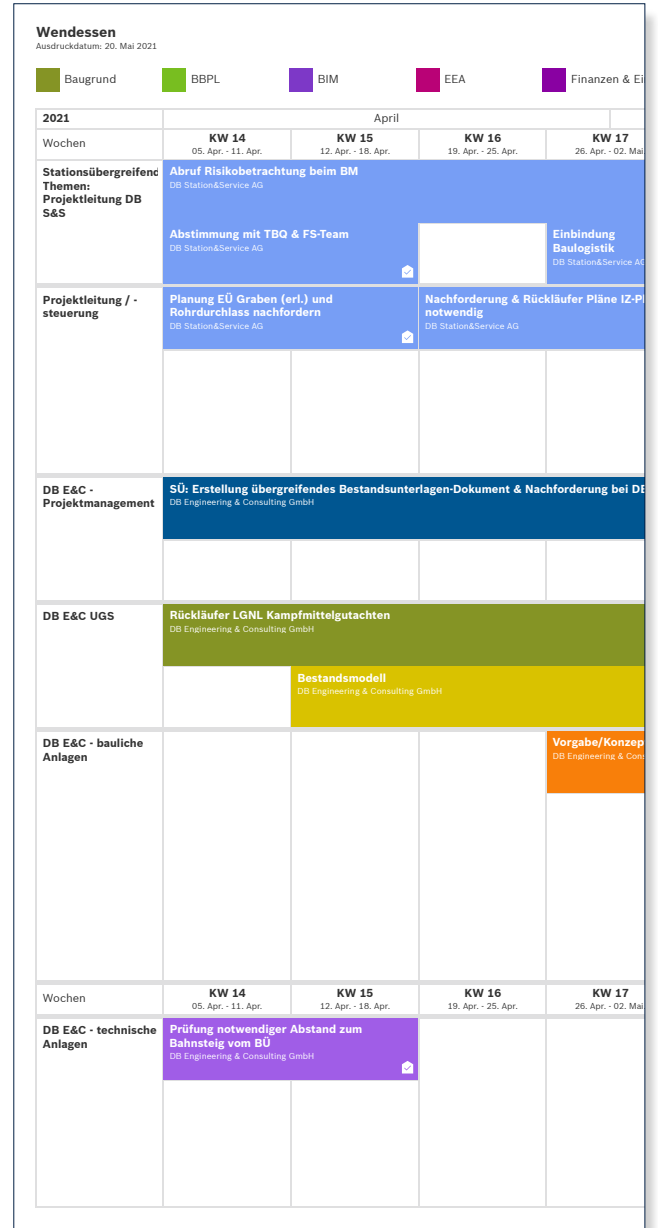 Wendessen
Ausdruckdatum: 20. Mai 2021
Baugrund BBPL BIM EEA Finanzen & Ei
2021 April
Wochen KW 14 KW 15 KW 16 KW 17
05. Apr. - 11. Apr. 12. Apr. - 18. Apr. 19. Apr. - 25. Apr. 26. Apr. - 02. Mai
Stationsübergreifend
Themen:
Projektleitung DB
S&S
Abruf Risikobetrachtung beim BM
DB Station&Service AG
Abstimmung mit TBQ & FS-Team
DB Station&Service AG
Einbindung
Baulogistik
DB Station&Service AG
Projektleitung / -
steuerung
Planung EÜ Graben (erl.) und
Rohrdurchlass nachfordern
DB Station&Service AG
Nachforderung & Rückläufer Pläne IZ-Pl
notwendig
DB Station&Service AG
DB E&C -
Projektmanagement
SÜ: Erstellung übergreifendes Bestandsunterlagen-Dokument & Nachforderung bei DB
DB Engineering & Consulting GmbH
DB E&C UGS
Rückläufer LGNL Kampfmittelgutachten
DB Engineering & Consulting GmbH
Bestandsmodell
DB Engineering & Consulting GmbH
DB E&C - bauliche
Anlagen
Vorgabe/Konzep
DB Engineering & Cons
Wochen KW 14 KW 15 KW 16 KW 17
05. Apr. - 11. Apr. 12. Apr. - 18. Apr. 19. Apr. - 25. Apr. 26. Apr. - 02. Mai
DB E&C - technische
Anlagen
Prüfung notwendiger Abstand zum
Bahnsteig vom BÜ
DB Engineering & Consulting GmbH